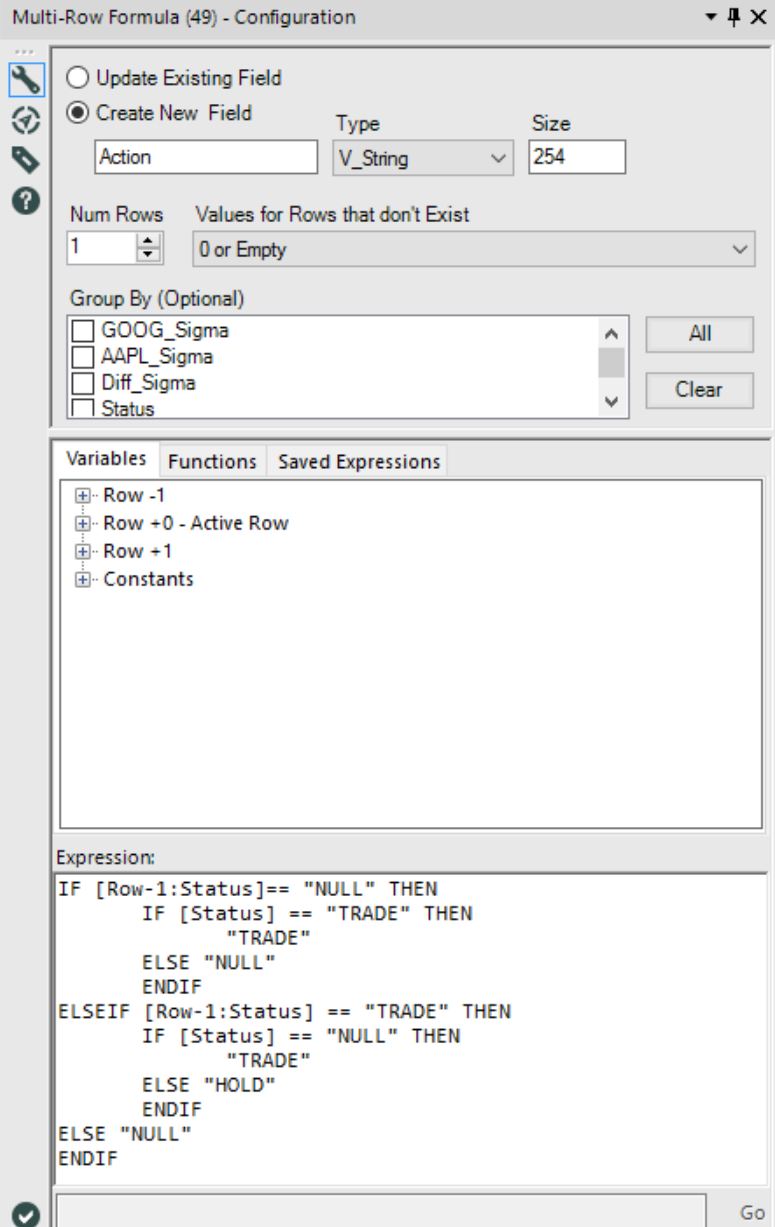 Multi-Row Formula (49) - Configuration
Update Existing Field
Create New Field
Type
Size
Action
V_String
254
Num Rows
Values for Rows that don't Exist
1
0 or Empty
Group By (Optional)
GOOG_Sigma
AAPL_Sigma
Diff_Sigma
Status
All
Clear
Variables
Functions
Saved Expressions
Row -1
Row +0 - Active Row
Row +1
Constants
Expression:
IF [Row-1:Status]== "NULL" THEN
IF [Status] == "TRADE" THEN
"TRADE"
ELSE "NULL"
ENDIF
ELSEIF [Row-1:Status] == "TRADE" THEN
IF [Status] == "NULL" THEN
"TRADE"
ELSE "HOLD"
ENDIF
ELSE "NULL"
ENDIF
Go